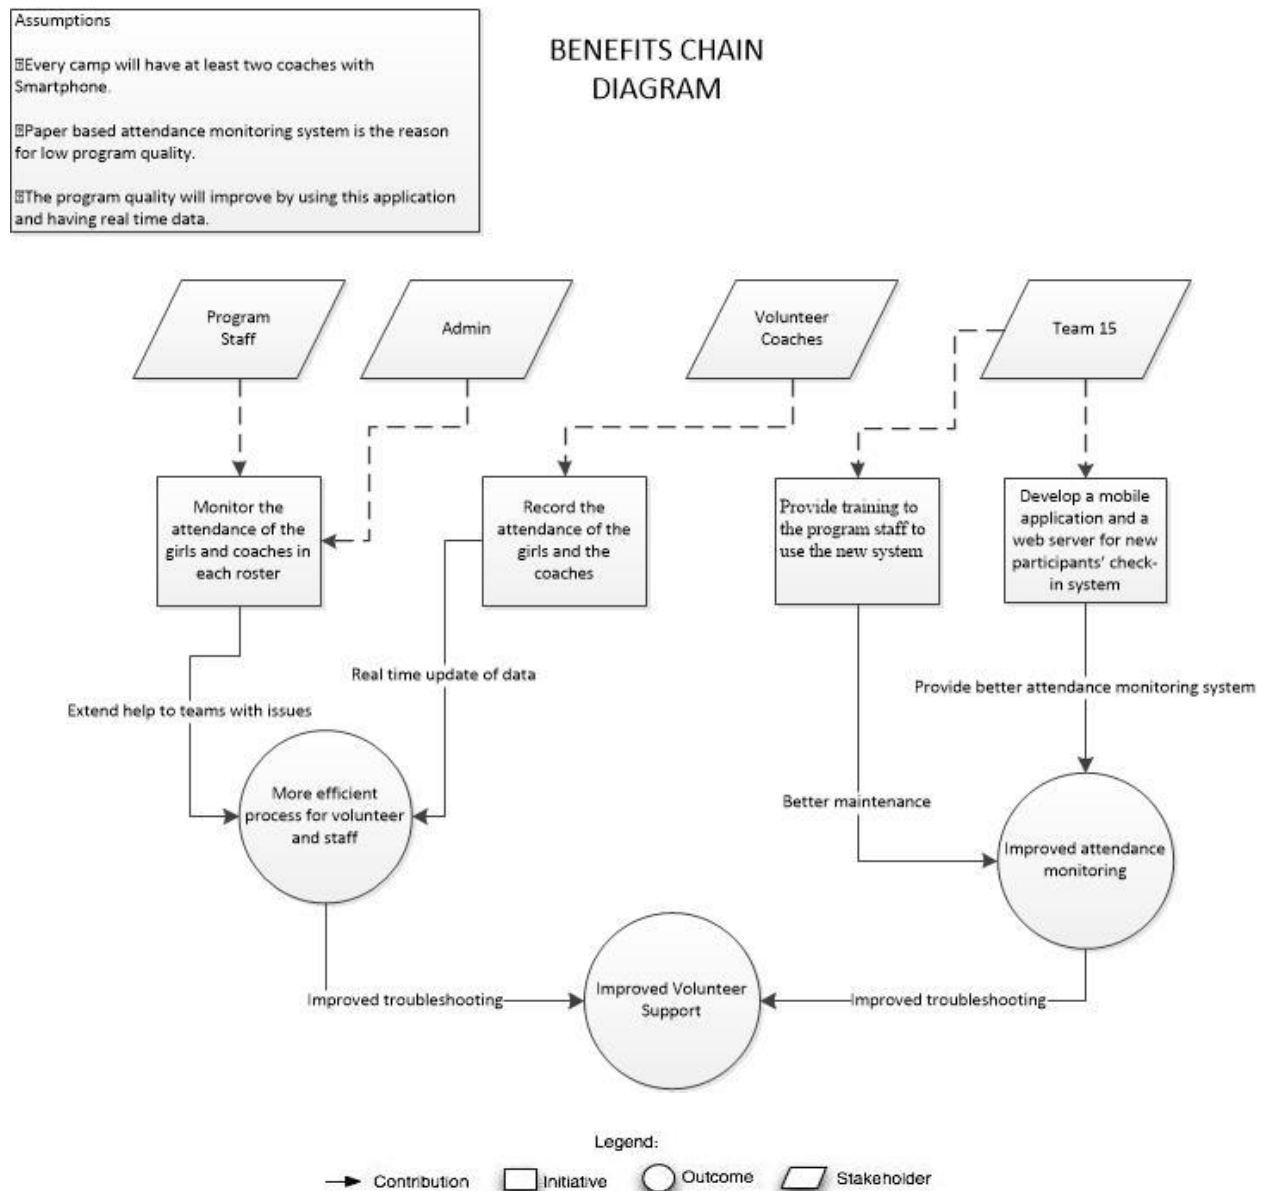 Assumptions
Every camp will have at least two coaches with
Smartphone.
Paper based attendance monitoring system is the reason
for low program quality.
The program quality will improve by using this application
and having real time data.
BENEFITS CHAIN
DIAGRAM
Program
Staff
Admin
Volunteer
Coaches
Team 15
Monitor the
attendance of the
girls and coaches in
each roster
Record the
attendance of the
girls and the
coaches
Provide training to
the program staff to
use the new system
Develop a mobile
application and a
web server for new
participants’ check-
in system
Real time update of data
Provide better attendance monitoring system
Extend help to teams with issues
More efficient
process for volunteer
and staff
Better maintenance
Improved attendance
monitoring
Improved troubleshooting
Improved Volunteer
Support
Improved troubleshooting
Legend:
Contribution
Initiative
Outcome
Stakeholder